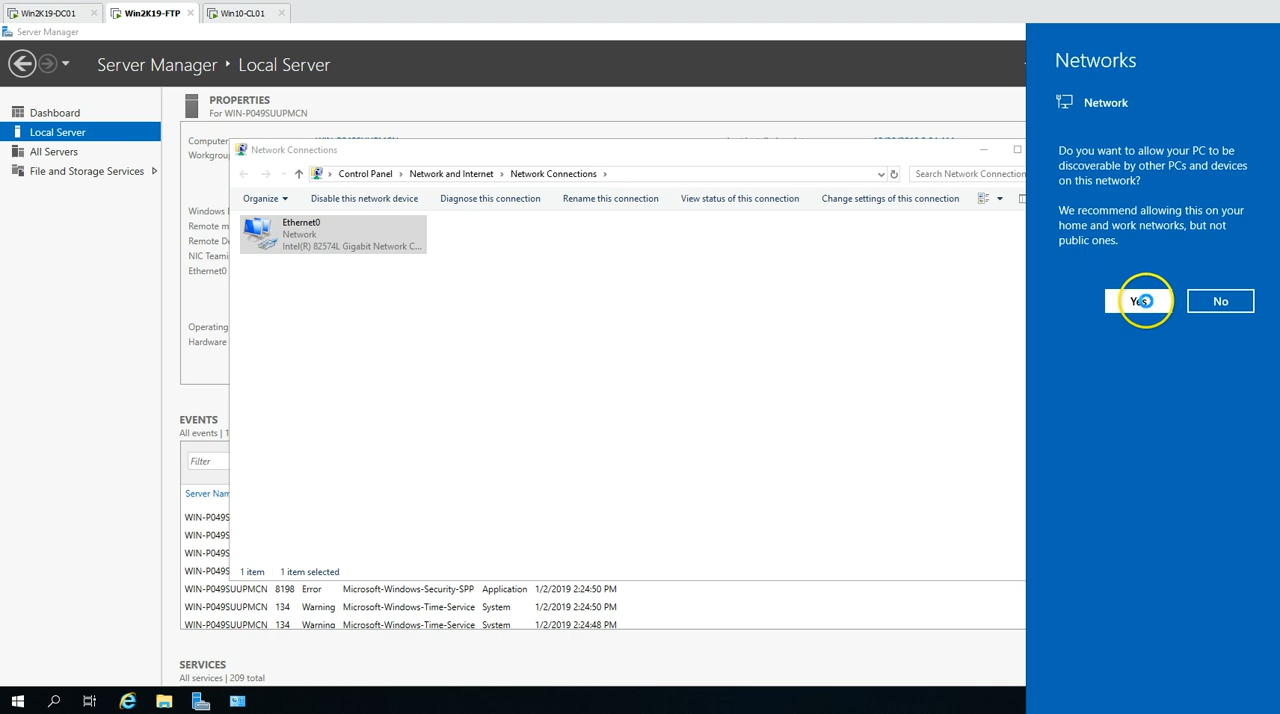 Win2K19-DC01
Win2K19-FTP
Win10-CL01
Server Manager
Server Manager Local Server
Dashboard
Local Server
All Servers
File and Storage Services
PROPERTIES
For WIN-P049SUUPMCN
Computer
Workgroup
Windows
Remote m
Remote De
NIC Teami
Ethernet0
Operating
Hardware
Network Connections
Control Panel Network and Internet Network Connections
Search Network Connection
Organize Disable this network device Diagnose this connection Rename this connection View status of this connection Change settings of this connection
Ethernet0
Network
Intel(R) 82574L Gigabit Network C...
1 item 1 item selected
EVENTS
All events | 1
Filter
Server Nam
WIN-P049S
WIN-P049S
WIN-P049S
WIN-P049S
WIN-P049SUUPMCN 8198 Error Microsoft-Windows-Security-SPP Application 1/2/2019 2:24:50 PM
WIN-P049SUUPMCN 134 Warning Microsoft-Windows-Time-Service System 1/2/2019 2:24:50 PM
WIN-P049SUUPMCN 134 Warning Microsoft-Windows-Time-Service System 1/2/2019 2:24:48 PM
SERVICES
All services | 209 total
Networks
Network
Do you want to allow your PC to be
discoverable by other PCs and devices
on this network?
We recommend allowing this on your
home and work networks, but not
public ones.
Yes
No